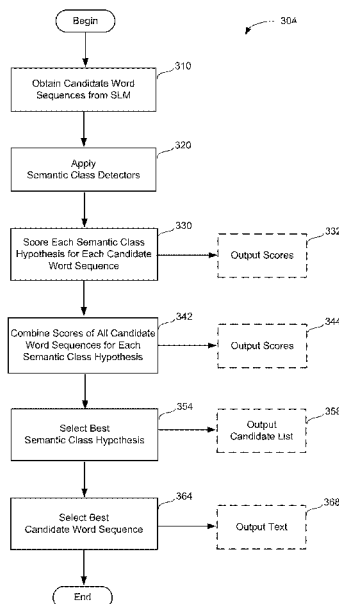 Begin
304
310
Obtain Candidate Word
Sequences from SLM
320
Apply
Semantic Class Detectors
330
Score Each Semantic Class
Hypothesis for Each Candidate
Word Sequence
332
Output Scores
342
Combine Scores of All Candidate
Word Sequences for Each
Semantic Class Hypothesis
344
Output Scores
354
Select Best
Semantic Class Hypothesis
358
Output
Candidate List
364
Select Best
Candidate Word Sequence
368
Output Text
End